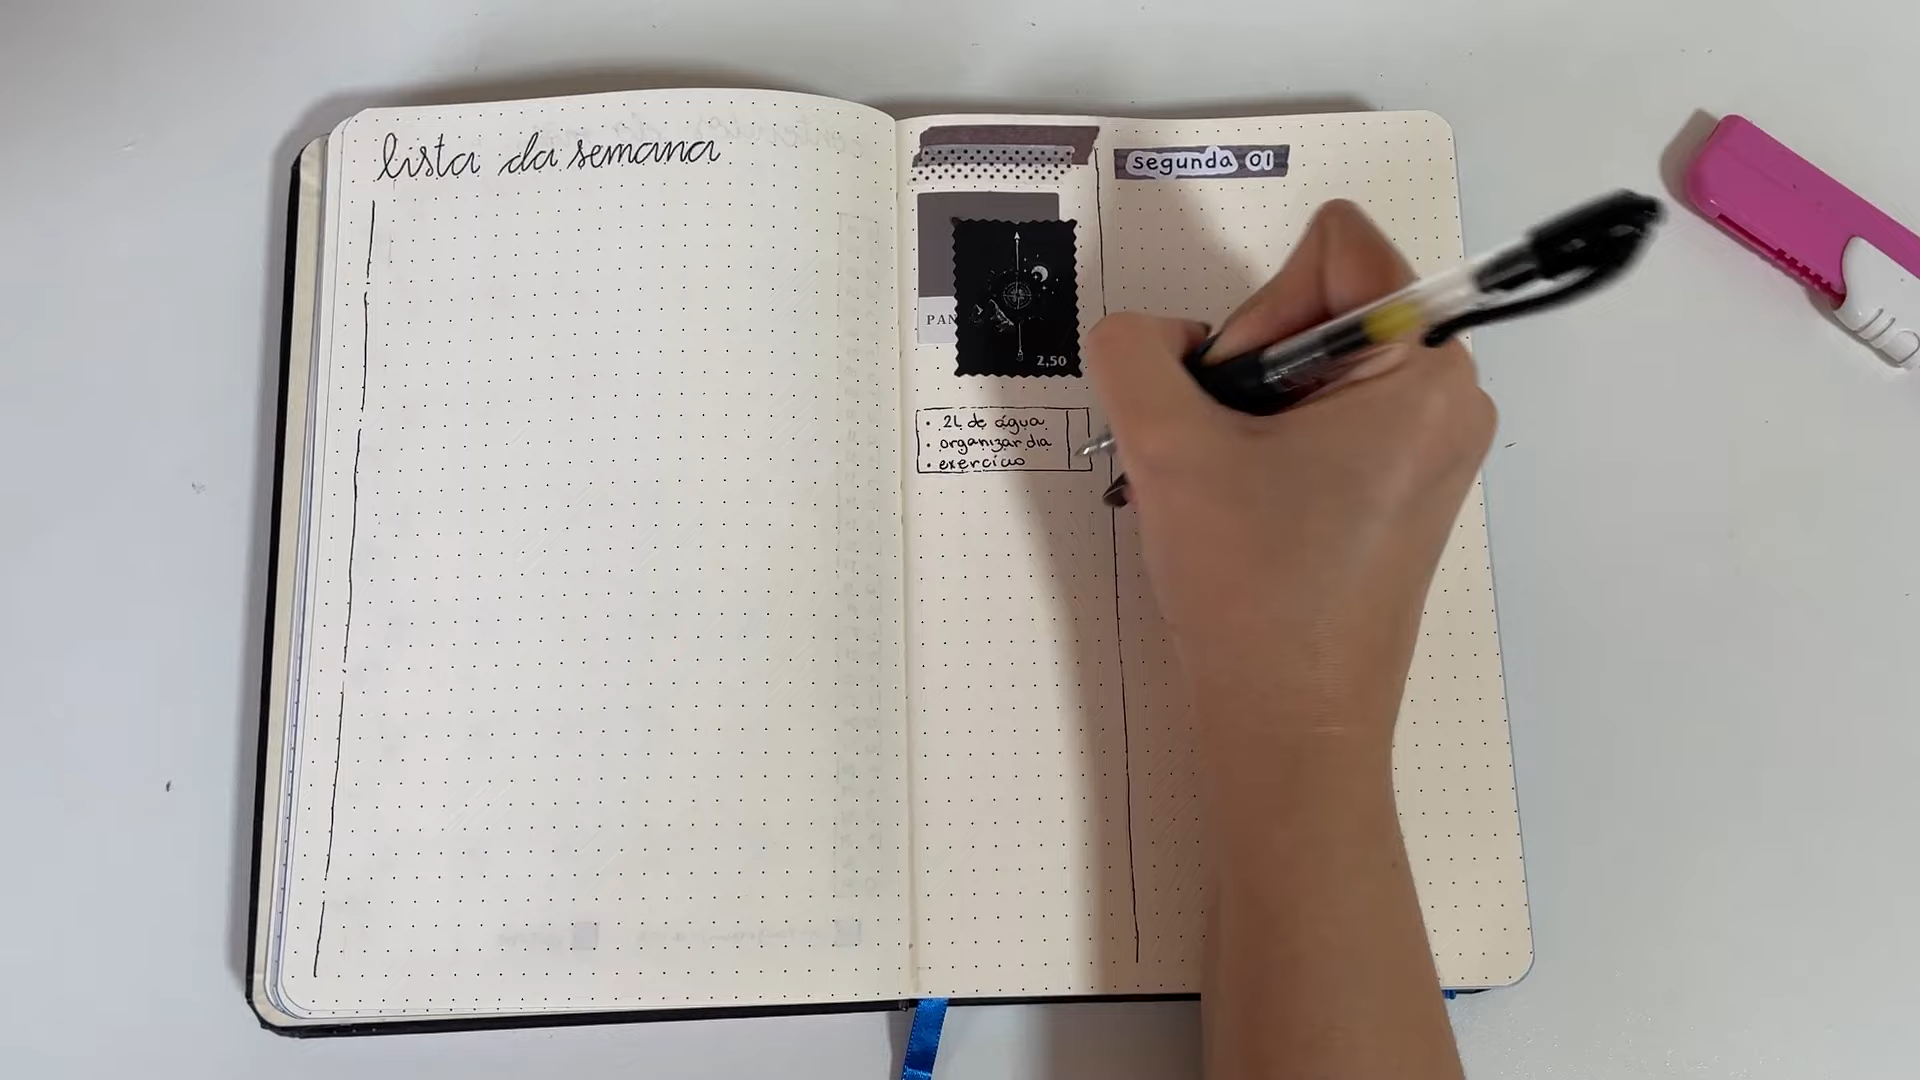 lista da semana
segunda 01
PAN
2,50
• 2L de água
• organizar dia
• exercício